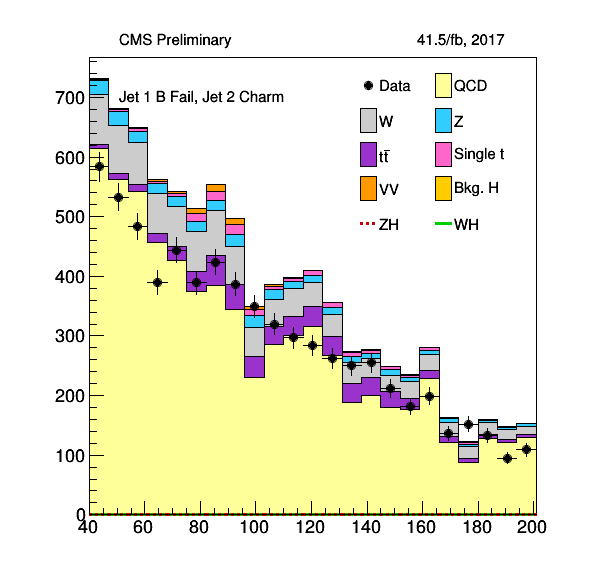 CMS Preliminary 41.5/fb, 2017
Jet 1 B Fail, Jet 2 Charm
Data QCD
W Z
tt̄ Single t
VV Bkg. H
ZH WH
700
600
500
400
300
200
100
0
40 60 80 100 120 140 160 180 200